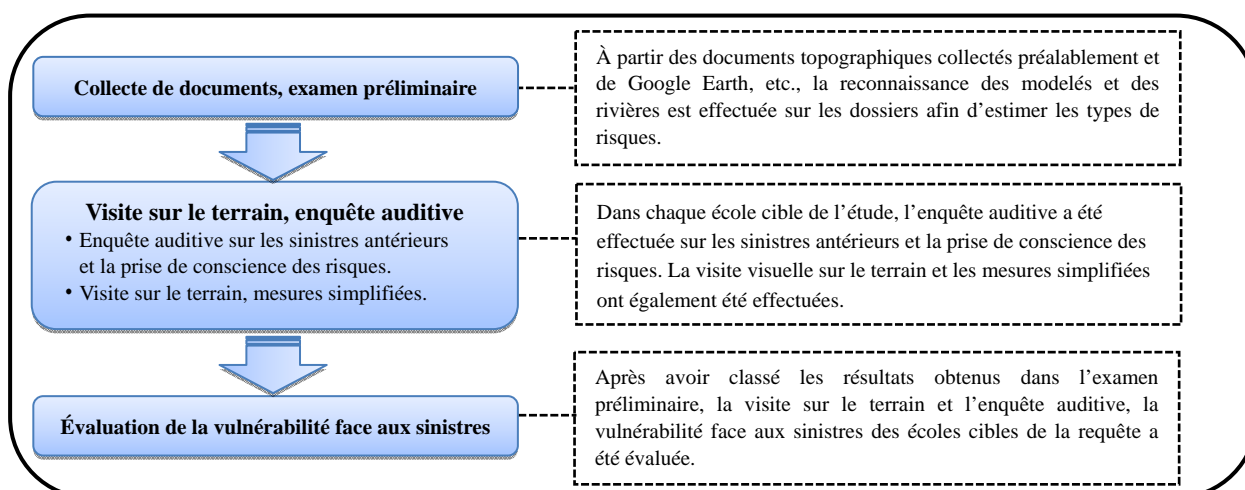 Collecte de documents, examen préliminaire
À partir des documents topographiques collectés préalablement et
de Google Earth, etc., la reconnaissance des modelés et des
rivières est effectuée sur les dossiers afin d’estimer les types de
risques.
Visite sur le terrain, enquête auditive
• Enquête auditive sur les sinistres antérieurs
et la prise de conscience des risques.
• Visite sur le terrain, mesures simplifiées.
Dans chaque école cible de l’étude, l’enquête auditive a été
effectuée sur les sinistres antérieurs et la prise de conscience des
risques. La visite visuelle sur le terrain et les mesures simplifiées
ont également été effectuées.
Évaluation de la vulnérabilité face aux sinistres
Après avoir classé les résultats obtenus dans l’examen
préliminaire, la visite sur le terrain et l’enquête auditive, la
vulnérabilité face aux sinistres des écoles cibles de la requête a
été évaluée.